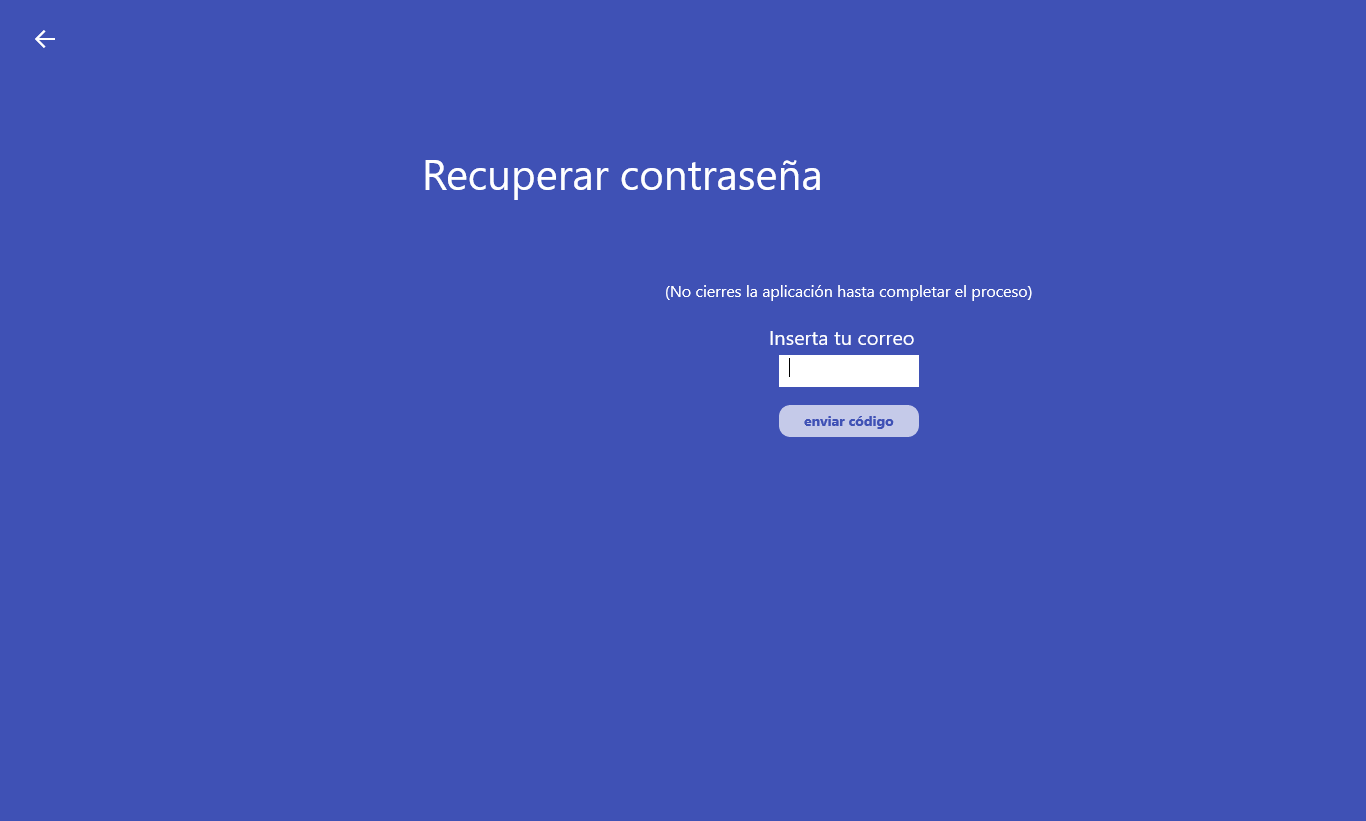 Recuperar contraseña
(No cierres la aplicación hasta completar el proceso)
Inserta tu correo
enviar código